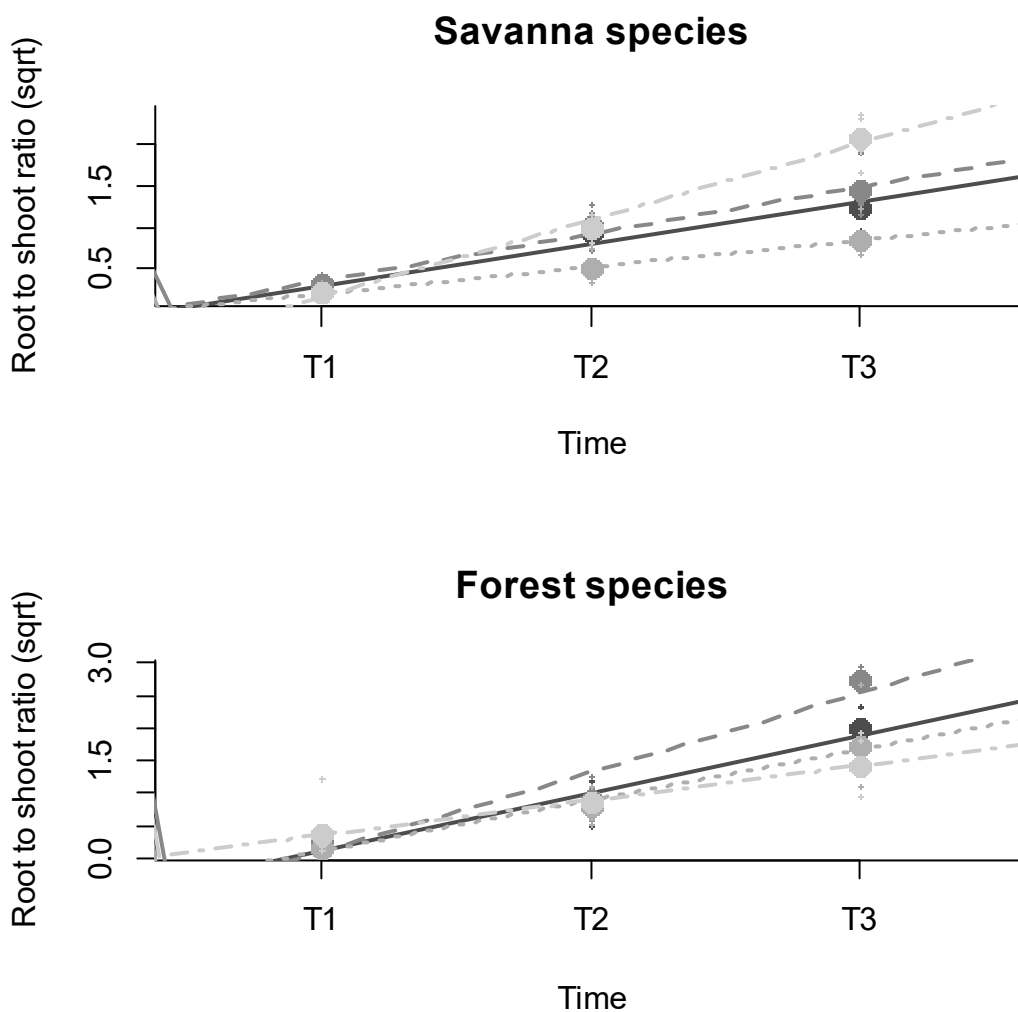 Savanna species
Root to shoot ratio (sqrt)
1.5
0.5
T1 T2 T3
Time
Forest species
Root to shoot ratio (sqrt)
3.0
1.5
0.0
T1 T2 T3
Time